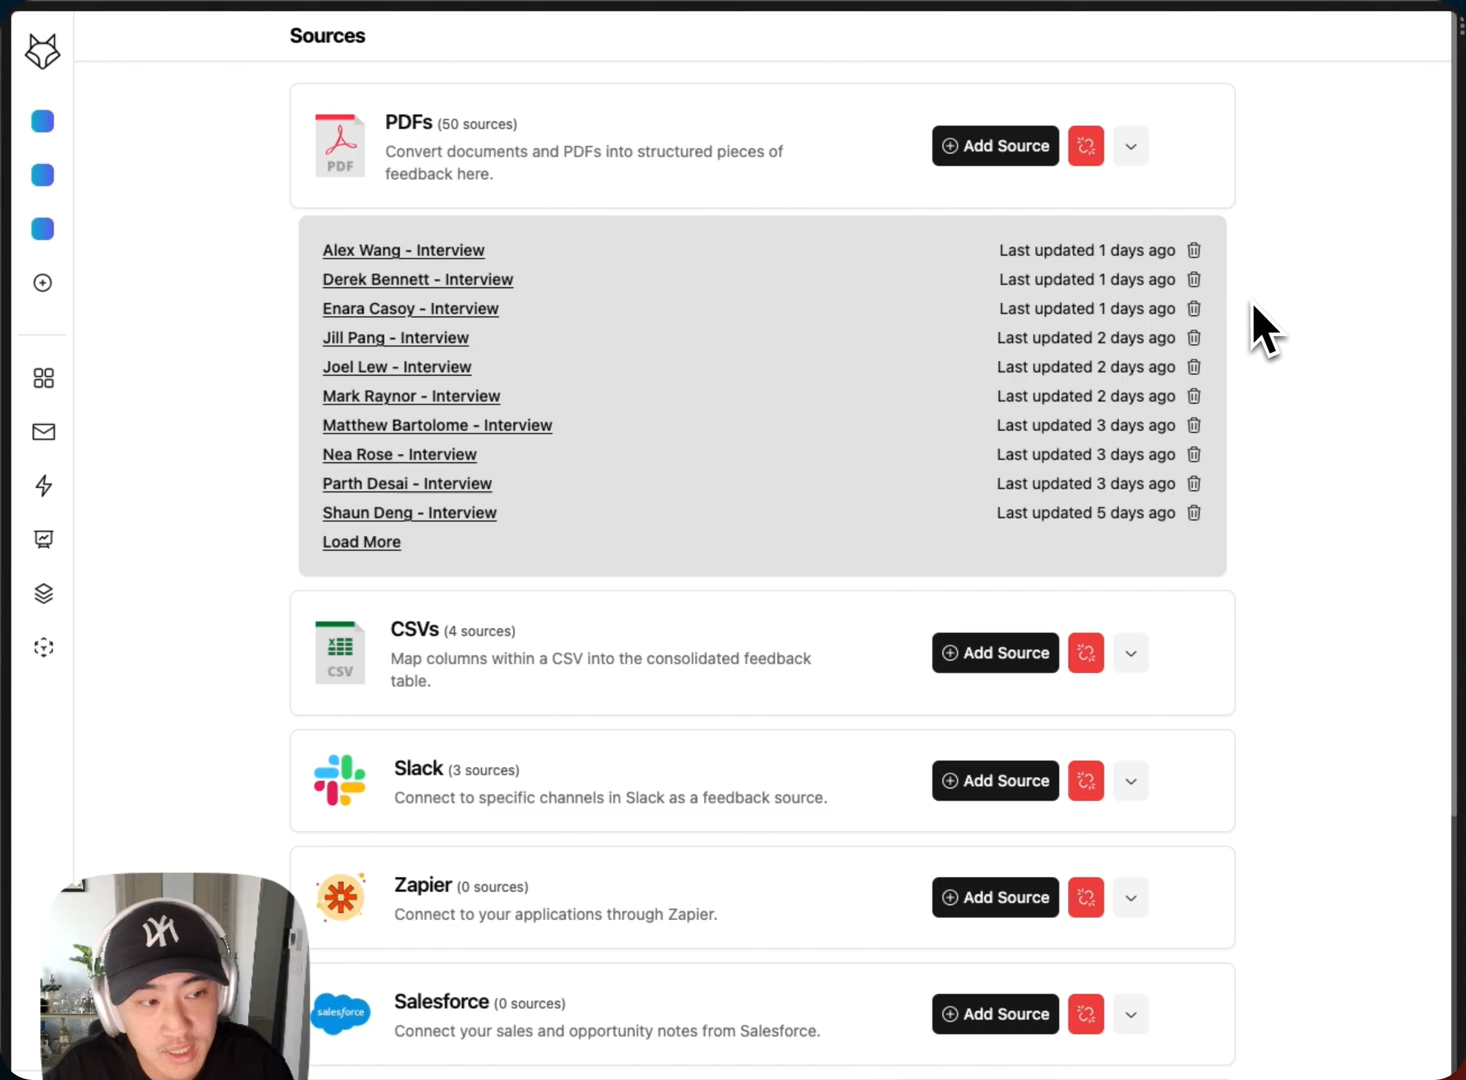 Sources
PDFs (50 sources)
Convert documents and PDFs into structured pieces of
feedback here.
Add Source
PDF
Alex Wang - Interview
Last updated 1 days ago
Derek Bennett - Interview
Last updated 1 days ago
Enara Casoy - Interview
Last updated 1 days ago
Jill Pang - Interview
Last updated 2 days ago
Joel Lew - Interview
Last updated 2 days ago
Mark Raynor - Interview
Last updated 2 days ago
Matthew Bartolome - Interview
Last updated 3 days ago
Nea Rose - Interview
Last updated 3 days ago
Parth Desai - Interview
Last updated 3 days ago
Shaun Deng - Interview
Last updated 5 days ago
Load More
CSVs (4 sources)
Map columns within a CSV into the consolidated feedback
table.
Add Source
CSV
Slack (3 sources)
Connect to specific channels in Slack as a feedback source.
Add Source
Zapier (0 sources)
Connect to your applications through Zapier.
Add Source
Salesforce (0 sources)
Connect your sales and opportunity notes from Salesforce.
Add Source
salesforce
NY